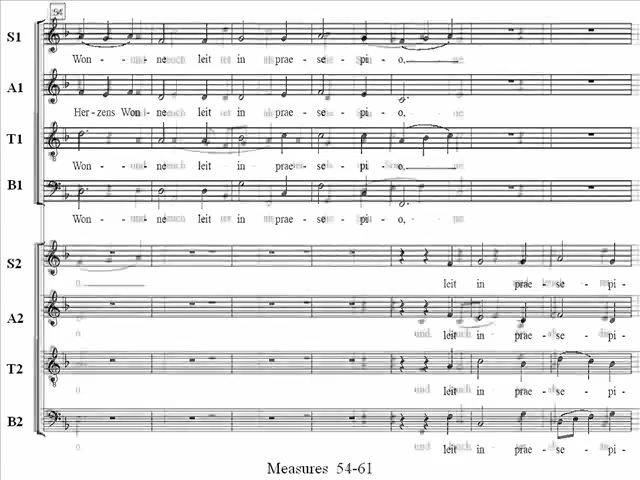 54
S1
Won- - - ne leit in prae- se- pi- o,
A1
Her-zens Won- ne leit in prae- se- pi- o,
T1
Won- - - ne leit in prae- se- pi- o,
B1
Won- - - ne leit in prae- se- pi- o,
S2
o. leit in prae- se- pi-
A2
leit in prae- se- pi-
T2
o leit in prae- se- pi-
B2
leit in prae- se- pi-
Measures 54-61